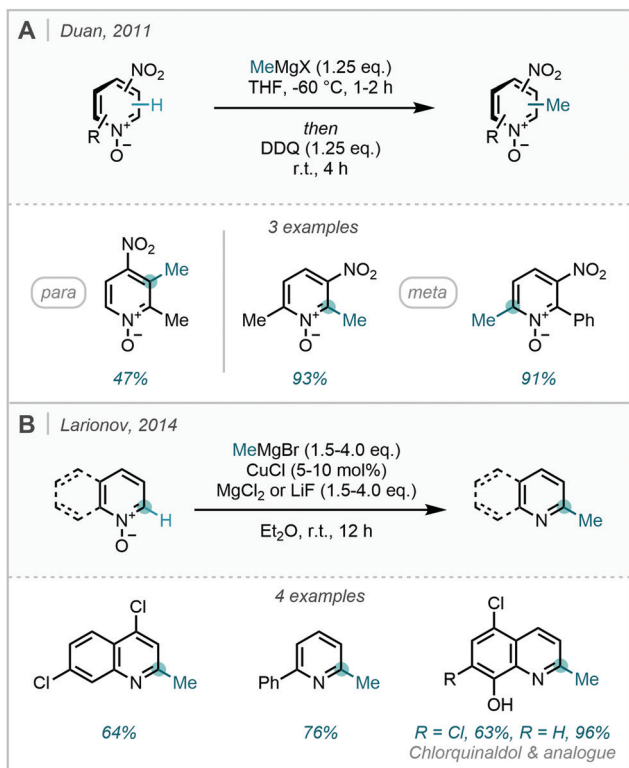 A | Duan, 2011
NO₂
H
R
N⁺
O⁻
MeMgX (1.25 eq.)
THF, -60 °C, 1-2 h
then
DDQ (1.25 eq.)
r.t., 4 h
NO₂
Me
R
N⁺
O⁻
3 examples
para
NO₂
Me
N⁺
Me
O⁻
47%
NO₂
Me
N⁺
Me
O⁻
93%
meta
NO₂
Me
N⁺
Ph
O⁻
91%
B | Larionov, 2014
N⁺
H
O⁻
MeMgBr (1.5-4.0 eq.)
CuCl (5-10 mol%)
MgCl₂ or LiF (1.5-4.0 eq.)
Et₂O, r.t., 12 h
N
Me
4 examples
Cl
Cl
N
Me
64%
Ph
N
Me
76%
Cl
R
N
Me
OH
R = Cl, 63%, R = H, 96%
Chlorquinaldol & analogue